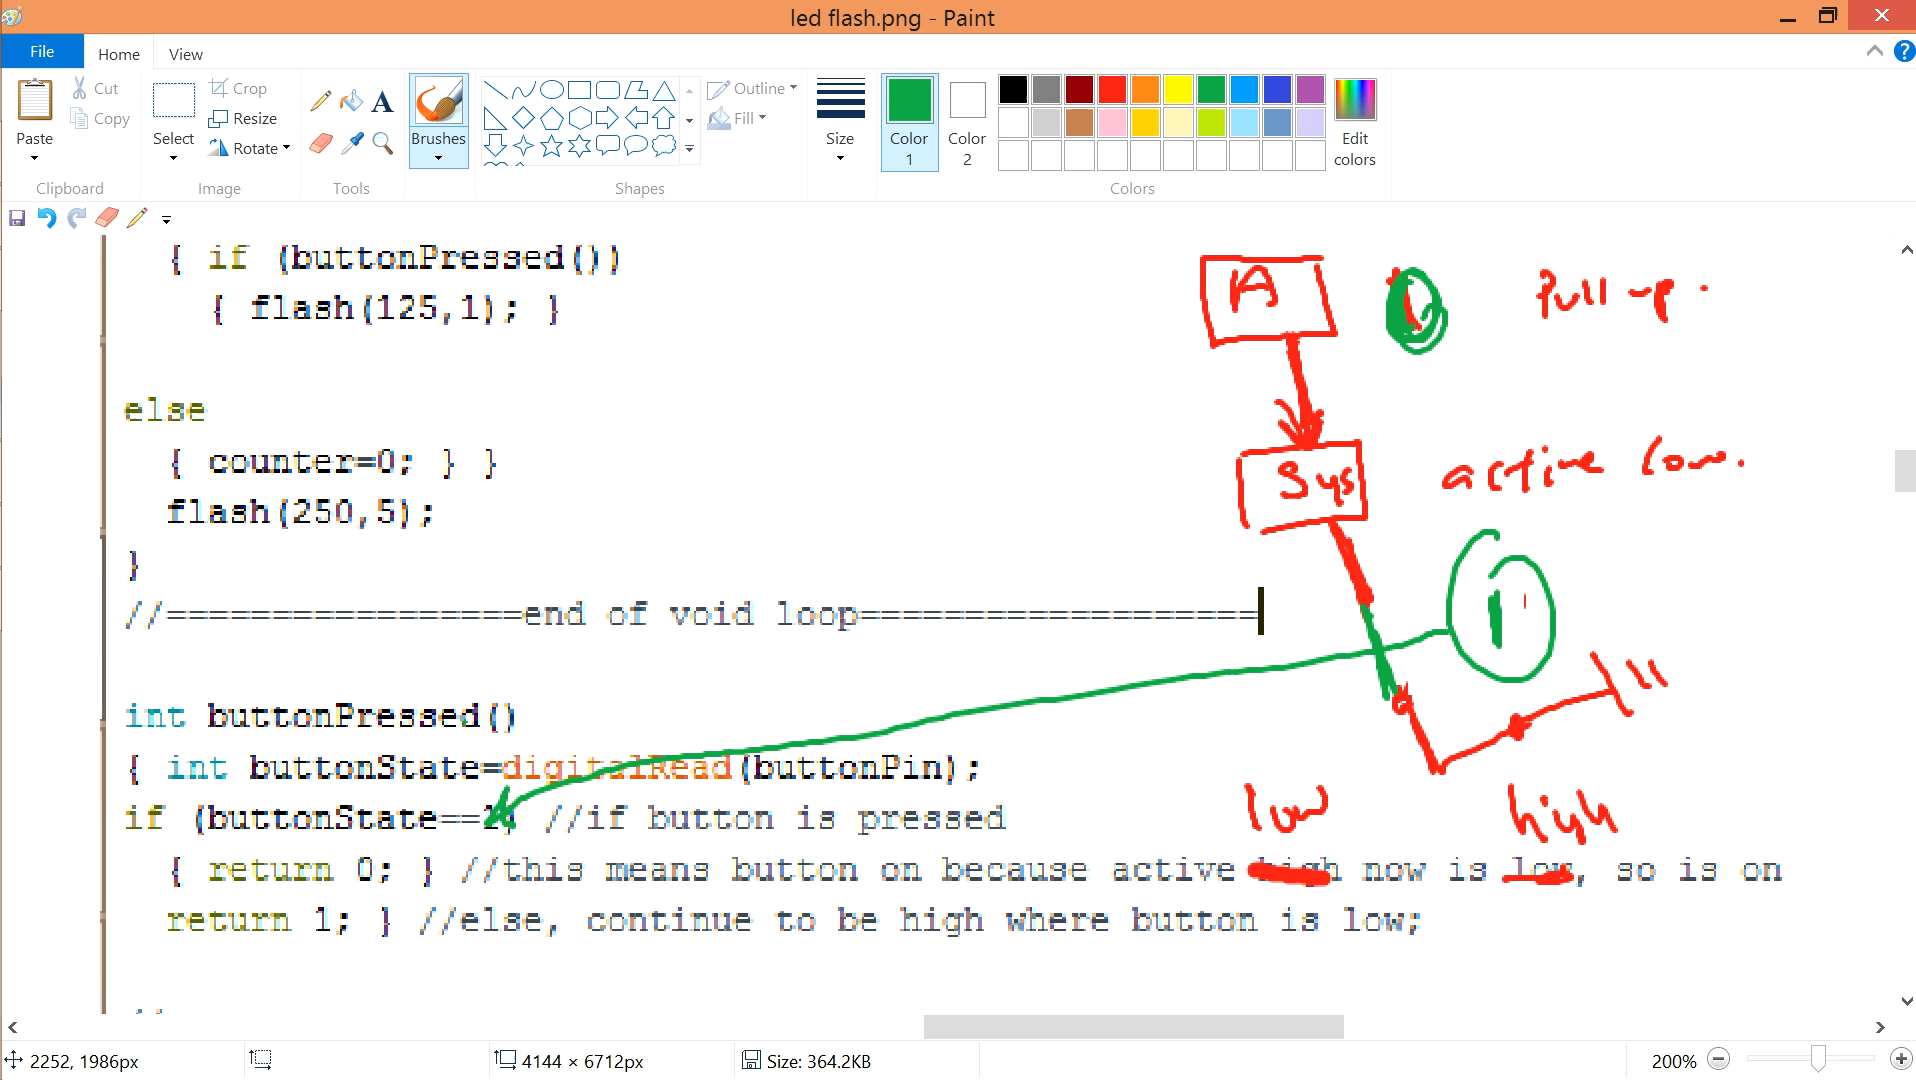 led flash.png - Paint
File Home View
Paste Cut Copy Clipboard
Select Crop Resize Rotate Image
A Tools
Brushes
Outline Fill Shapes
Size
Color 1 Color 2 Edit colors Colors
{ if (buttonPressed())
{ flash(125,1); }
A Pull up.
else
{ counter=0; } }
Sys active low.
flash(250,5);
}
//=================end of void loop===================
1
int buttonPressed()
{ int buttonState=digitalRead(buttonPin);
if (buttonState==1) //if button is pressed
low high
{ return 0; } //this means button on because active high now is low, so is on
return 1; } //else, continue to be high where button is low;
2252, 1986px 4144 × 6712px Size: 364.2KB 200%